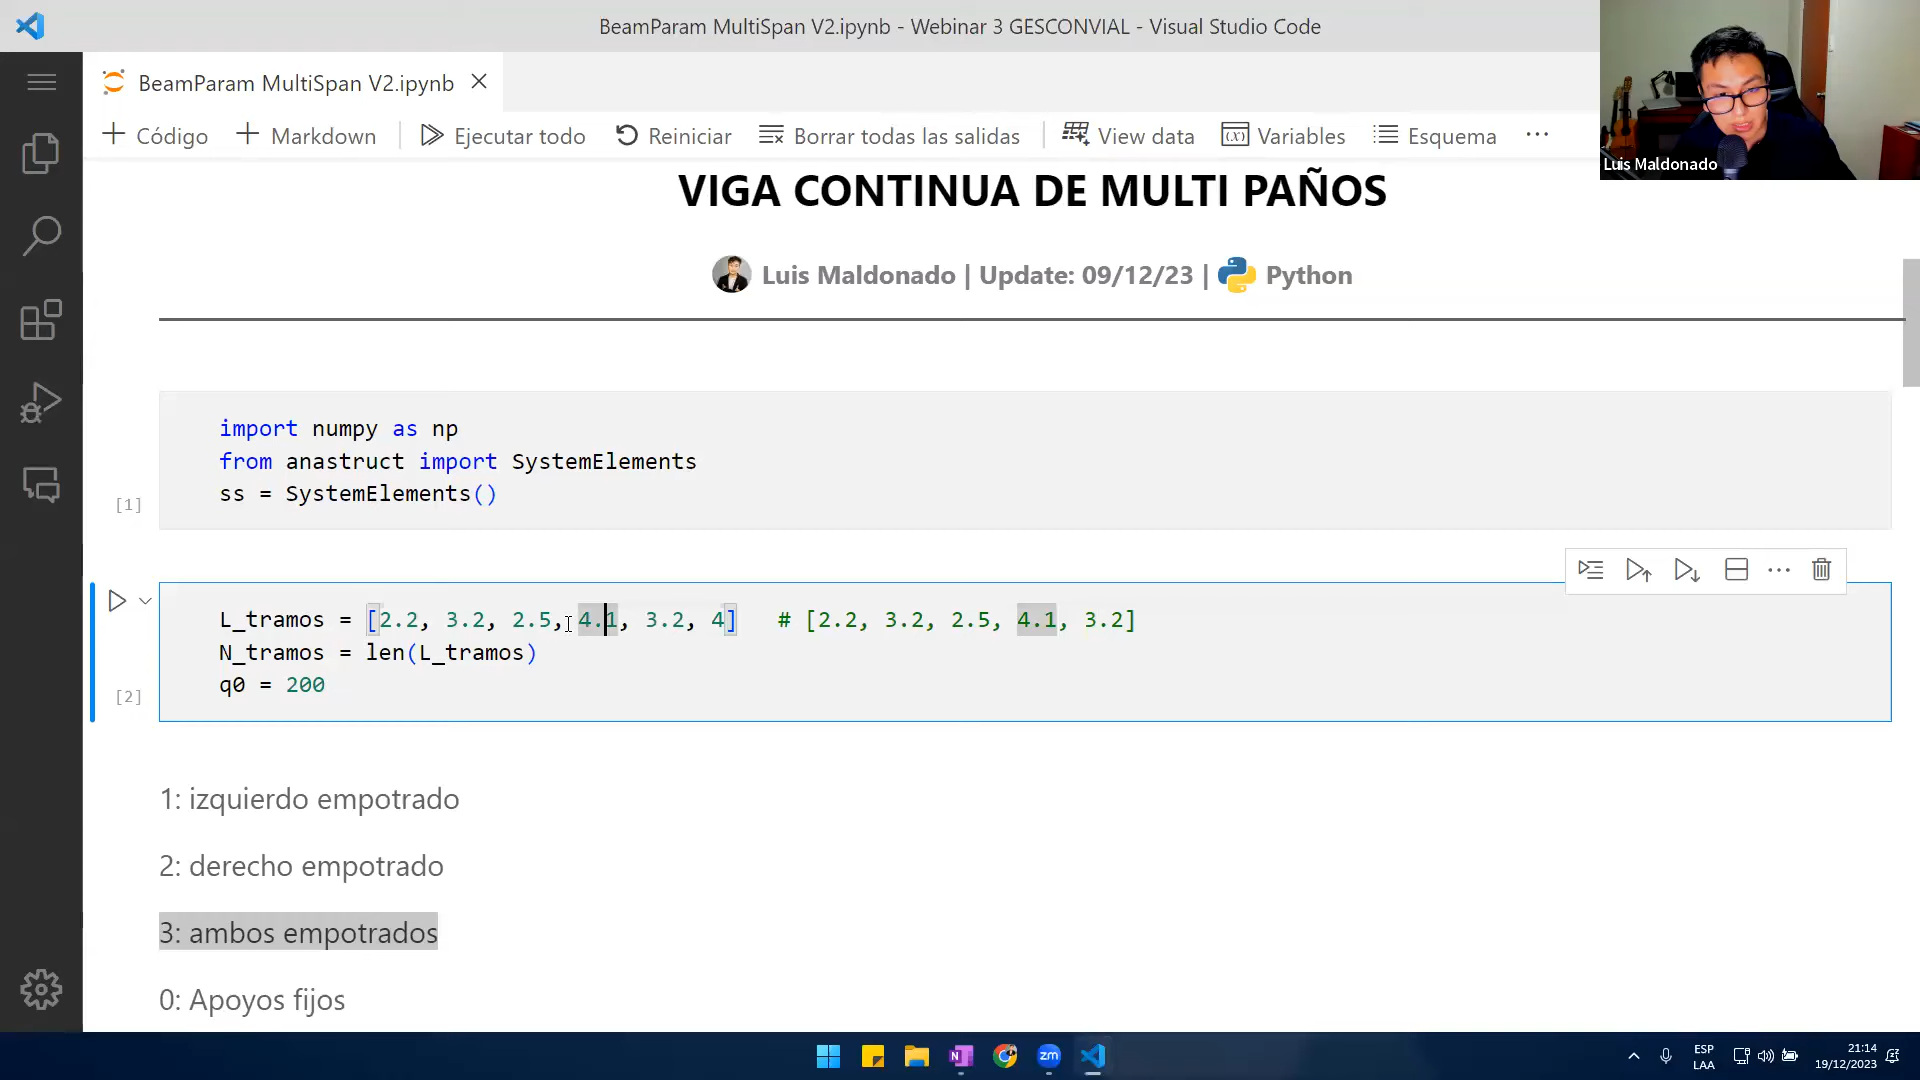 BeamParam MultiSpan V2.ipynb - Webinar 3 GESCONVIAL - Visual Studio Code
BeamParam MultiSpan V2.ipynb
Código Markdown Ejecutar todo Reiniciar Borrar todas las salidas View data Variables Esquema ...
Luis Maldonado
VIGA CONTINUA DE MULTI PAÑOS
Luis Maldonado | Update: 09/12/23 | Python
import numpy as np
from anastruct import SystemElements
ss = SystemElements()
[1]
L_tramos = [2.2, 3.2, 2.5, 4.1, 3.2, 4]   # [2.2, 3.2, 2.5, 4.1, 3.2]
N_tramos = len(L_tramos)
q0 = 200
[2]
1: izquierdo empotrado
2: derecho empotrado
3: ambos empotrados
0: Apoyos fijos
zm
ESP
LAA
21:14
19/12/2023